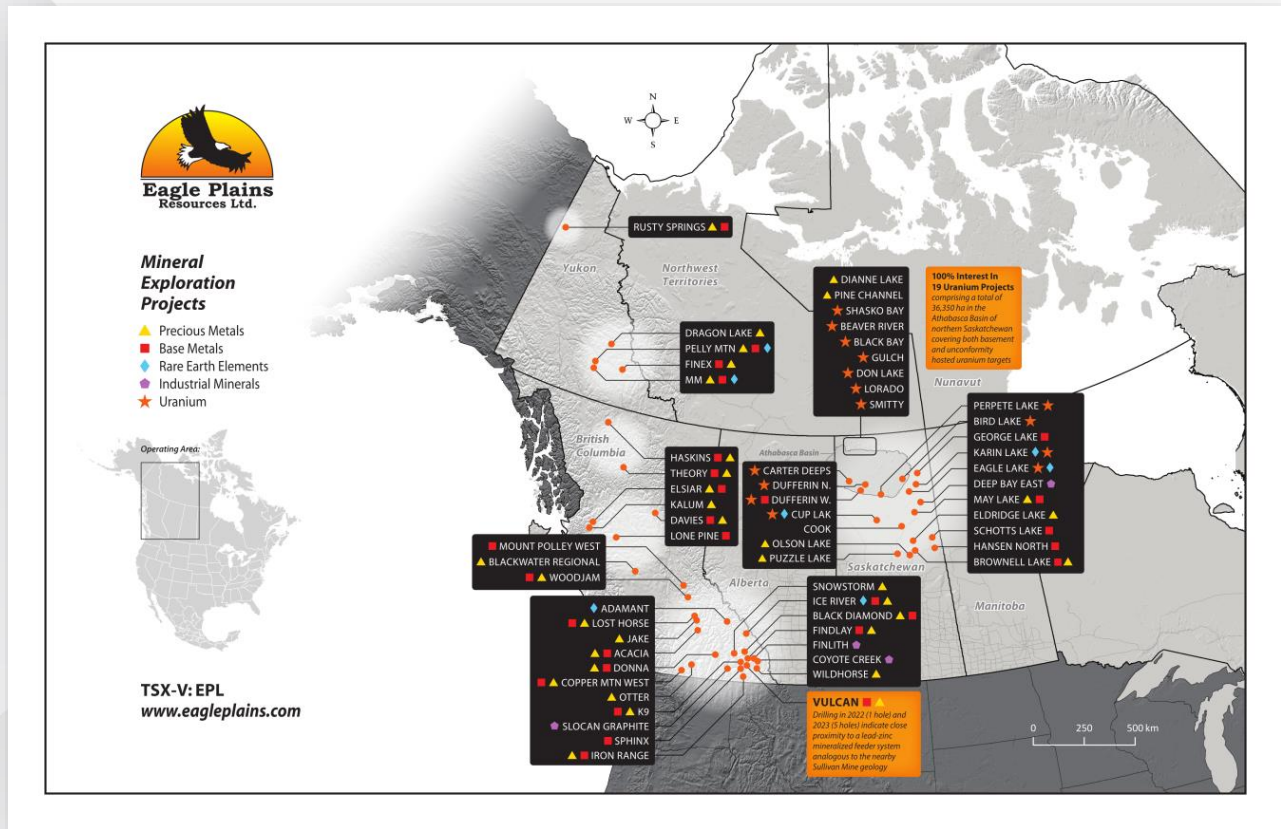 Eagle Plains
Resources Ltd.
Mineral
Exploration
Projects
Precious Metals
Base Metals
Rare Earth Elements
Industrial Minerals
Uranium
Operating Area:
TSX-V: EPL
www.eagleplains.com
N
W E
S
Yukon
Northwest
Territories
Nunavut
British
Columbia
Alberta
Athabasca Basin
Saskatchewan
Manitoba
RUSTY SPRINGS
DRAGON LAKE
PELLY MTN
FINEX
MM
HASKINS
THEORY
ELSIAR
KALUM
DAVIES
LONE PINE
MOUNT POLLEY WEST
BLACKWATER REGIONAL
WOODJAM
ADAMANT
LOST HORSE
JAKE
ACACIA
DONNA
COPPER MTN WEST
OTTER
K9
SLOCAN GRAPHITE
SPHINX
IRON RANGE
DIANNE LAKE
PINE CHANNEL
SHASKO BAY
BEAVER RIVER
BLACK BAY
GULCH
DON LAKE
LORADO
SMITTY
100% Interest In
19 Uranium Projects
comprising a total of
36,350 ha in the
Athabasca Basin of
northern Saskatchewan
covering both basement
and unconformity
hosted uranium targets
CARTER DEEPS
DUFFERIN N.
DUFFERIN W.
CUP LAK
COOK
OLSON LAKE
PUZZLE LAKE
PERPETE LAKE
BIRD LAKE
GEORGE LAKE
KARIN LAKE
EAGLE LAKE
DEEP BAY EAST
MAY LAKE
ELDRIDGE LAKE
SCHOTTS LAKE
HANSEN NORTH
BROWNELL LAKE
SNOWSTORM
ICE RIVER
BLACK DIAMOND
FINDLAY
FINLITH
COYOTE CREEK
WILDHORSE
VULCAN
Drilling in 2022 (1 hole) and
2023 (5 holes) indicate close
proximity to a lead-zinc
mineralized feeder system
analogous to the nearby
Sullivan Mine geology
0 250 500 km